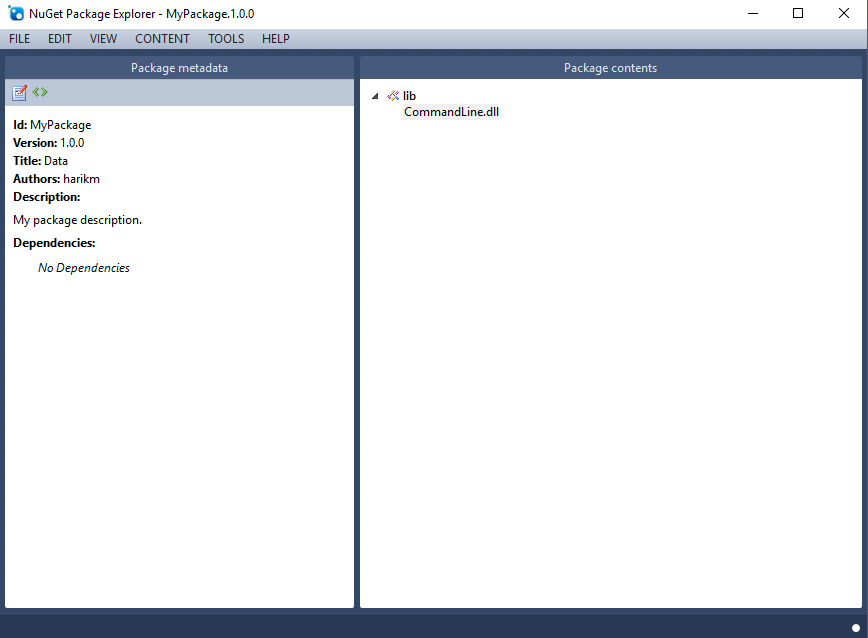 NuGet Package Explorer - MyPackage.1.0.0
FILE EDIT VIEW CONTENT TOOLS HELP
Package metadata
Id: MyPackage
Version: 1.0.0
Title: Data
Authors: harikm
Description:
My package description.
Dependencies:
No Dependencies
Package contents
lib
CommandLine.dll